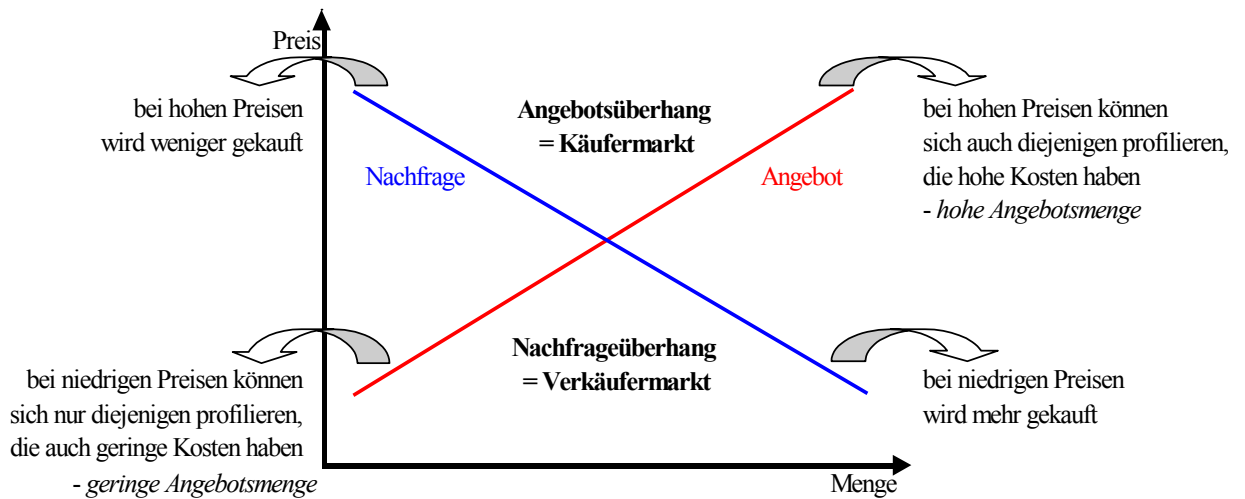 Preis
bei hohen Preisen
wird weniger gekauft
Angebotsüberhang
= Käufermarkt
bei hohen Preisen können
sich auch diejenigen profilieren,
die hohe Kosten haben
- hohe Angebotsmenge
Nachfrage
Angebot
bei niedrigen Preisen können
sich nur diejenigen profilieren,
die auch geringe Kosten haben
- geringe Angebotsmenge
Nachfrageüberhang
= Verkäufermarkt
bei niedrigen Preisen
wird mehr gekauft
Menge